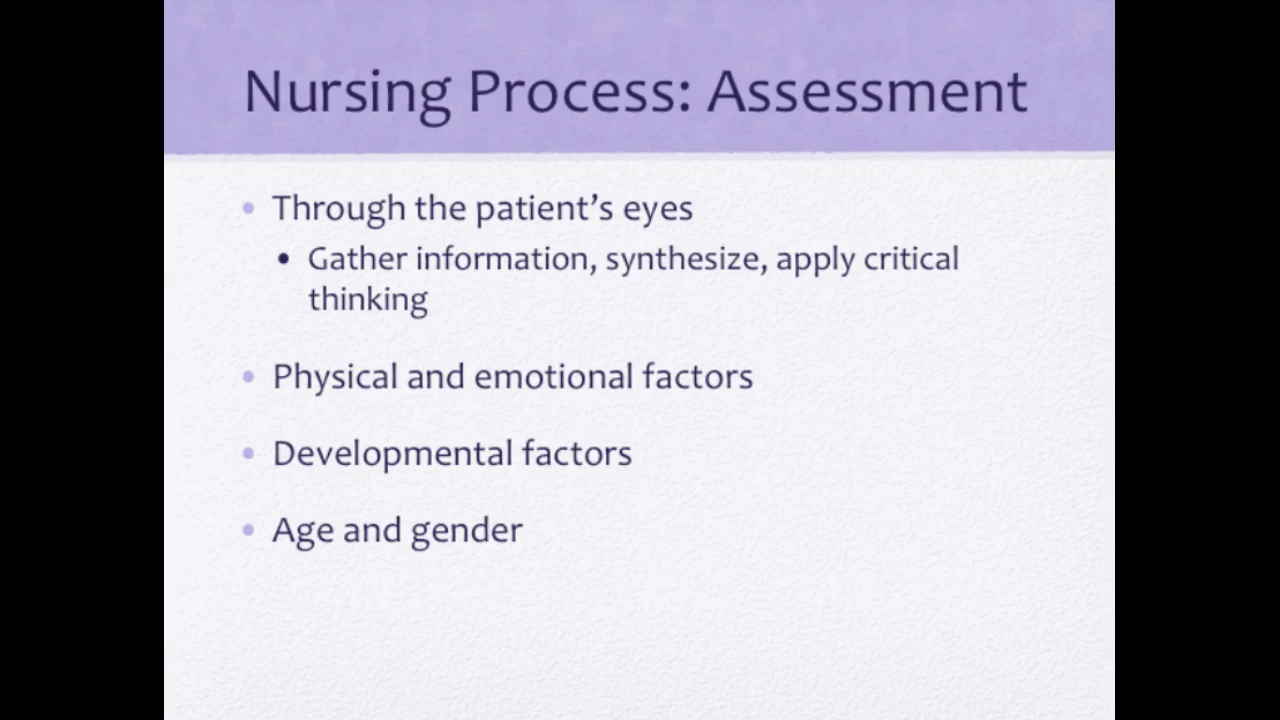 Nursing Process: Assessment
• Through the patient’s eyes
• Gather information, synthesize, apply critical
thinking
• Physical and emotional factors
• Developmental factors
• Age and gender